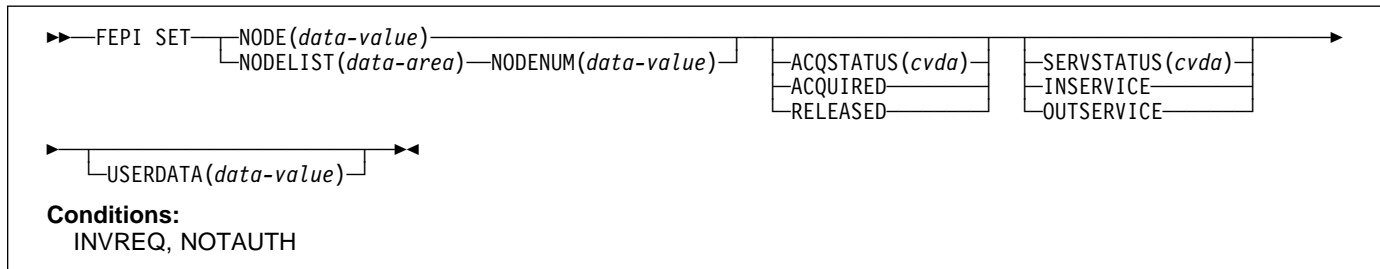 FEPI SET NODE(data-value)
NODELIST(data-area) NODENUM(data-value) ACQSTATUS(cvda) SERVSTATUS(cvda)
ACQUIRED INSERVICE
RELEASED OUTSERVICE
USERDATA(data-value)
Conditions:
INVREQ, NOTAUTH